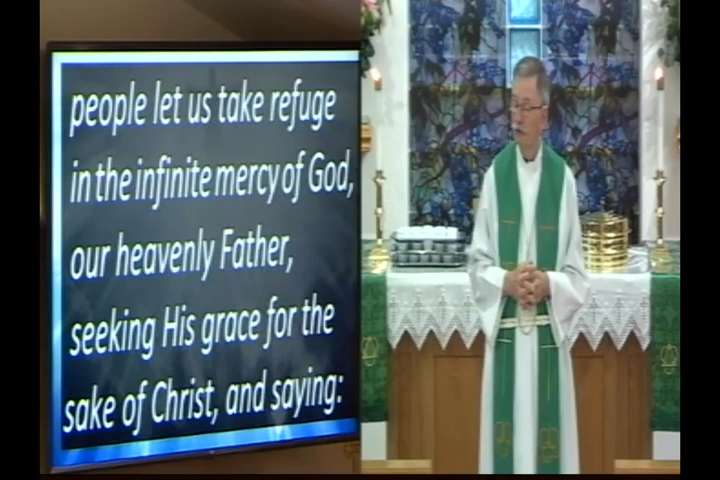 people let us take refuge
in the infinite mercy of God,
our heavenly Father,
seeking His grace for the
sake of Christ, and saying: